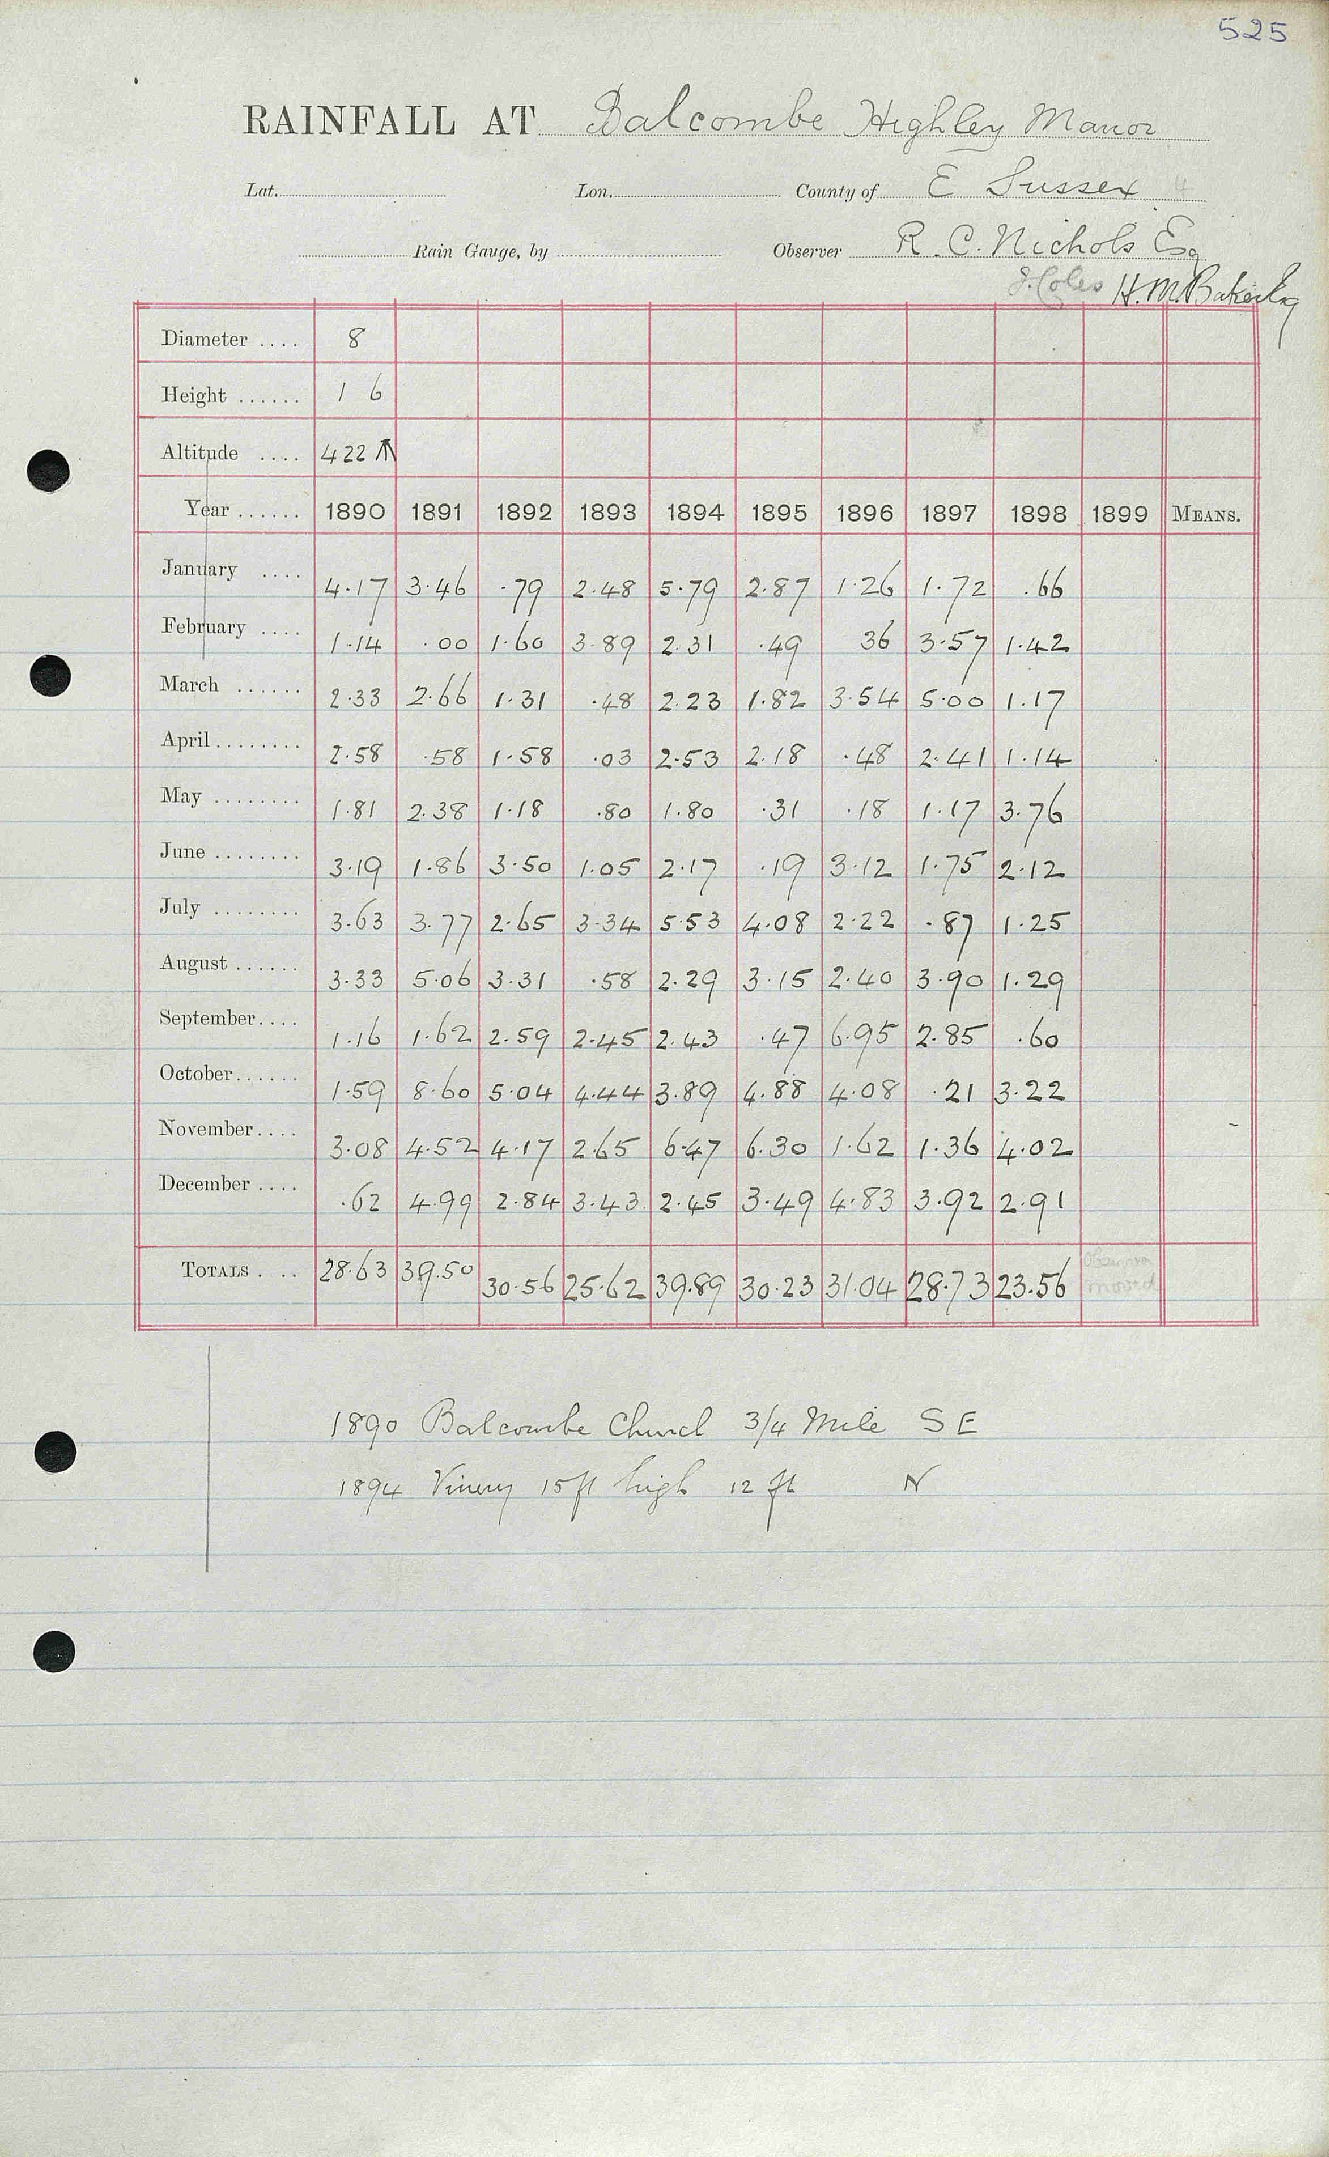 525
RAINFALL AT Balcombe Highley Manor
Lat. Lon. County of E Sussex 4
Rain Gauge, by Observer R. C. Nichols Esq
J. Coles H. M. Baker Esq
Diameter .... 8
Height ...... 1 6
Altitude .... 422 ⩚
Year ...... 1890 1891 1892 1893 1894 1895 1896 1897 1898 1899 MEANS.
January .... 4.17 3.46 .79 2.48 5.79 2.87 1.26 1.72 .66
February .... 1.14 .00 1.60 3.89 2.31 .49 36 3.57 1.42
March ...... 2.33 2.66 1.31 .48 2.23 1.82 3.54 5.00 1.17
April........ 2.58 .58 1.58 .03 2.53 2.18 .48 2.41 1.14
May ........ 1.81 2.38 1.18 .80 1.80 .31 .18 1.17 3.76
June ........ 3.19 1.86 3.50 1.05 2.17 .19 3.12 1.75 2.12
July ........ 3.63 3.77 2.65 3.34 5.53 4.08 2.22 .87 1.25
August ...... 3.33 5.06 3.31 .58 2.29 3.15 2.40 3.90 1.29
September.... 1.16 1.62 2.59 2.45 2.43 .47 6.95 2.85 .60
October...... 1.59 8.60 5.04 4.44 3.89 4.88 4.08 .21 3.22
November.... 3.08 4.52 4.17 2.65 6.47 6.30 1.62 1.36 4.02
December .... .62 4.99 2.84 3.43 2.45 3.49 4.83 3.92 2.91
TOTALS .... 28.63 39.50 30.56 25.62 39.89 30.23 31.04 28.73 23.56 moved
1890 Balcombe Church 3/4 Mile S E
1894 Vinery 15 ft high 12 ft N